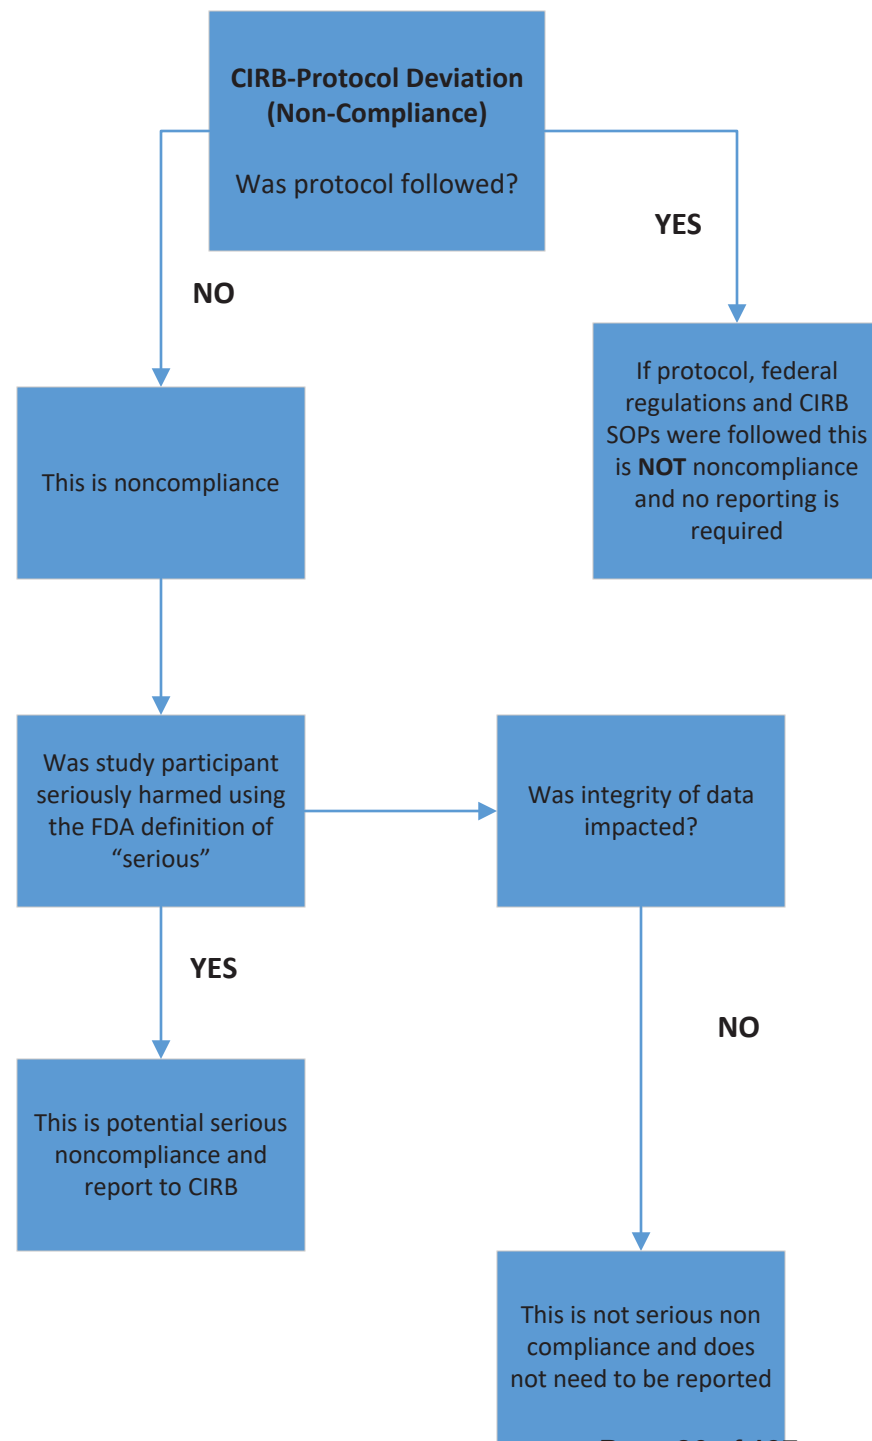 CIRB-Protocol Deviation
(Non-Compliance)
Was protocol followed?
YES
NO
If protocol, federal
regulations and CIRB
SOPs were followed this
is NOT noncompliance
and no reporting is
required
This is noncompliance
Was study participant
seriously harmed using
the FDA definition of
“serious”
Was integrity of data
impacted?
YES
NO
This is potential serious
noncompliance and
report to CIRB
This is not serious non
compliance and does
not need to be reported